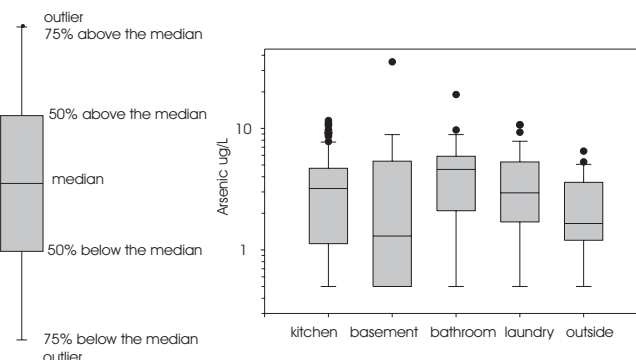 outlier
75% above the median
50% above the median
median
50% below the median
75% below the median
outlier
Arsenic ug/L
10
1
kitchen basement bathroom laundry outside